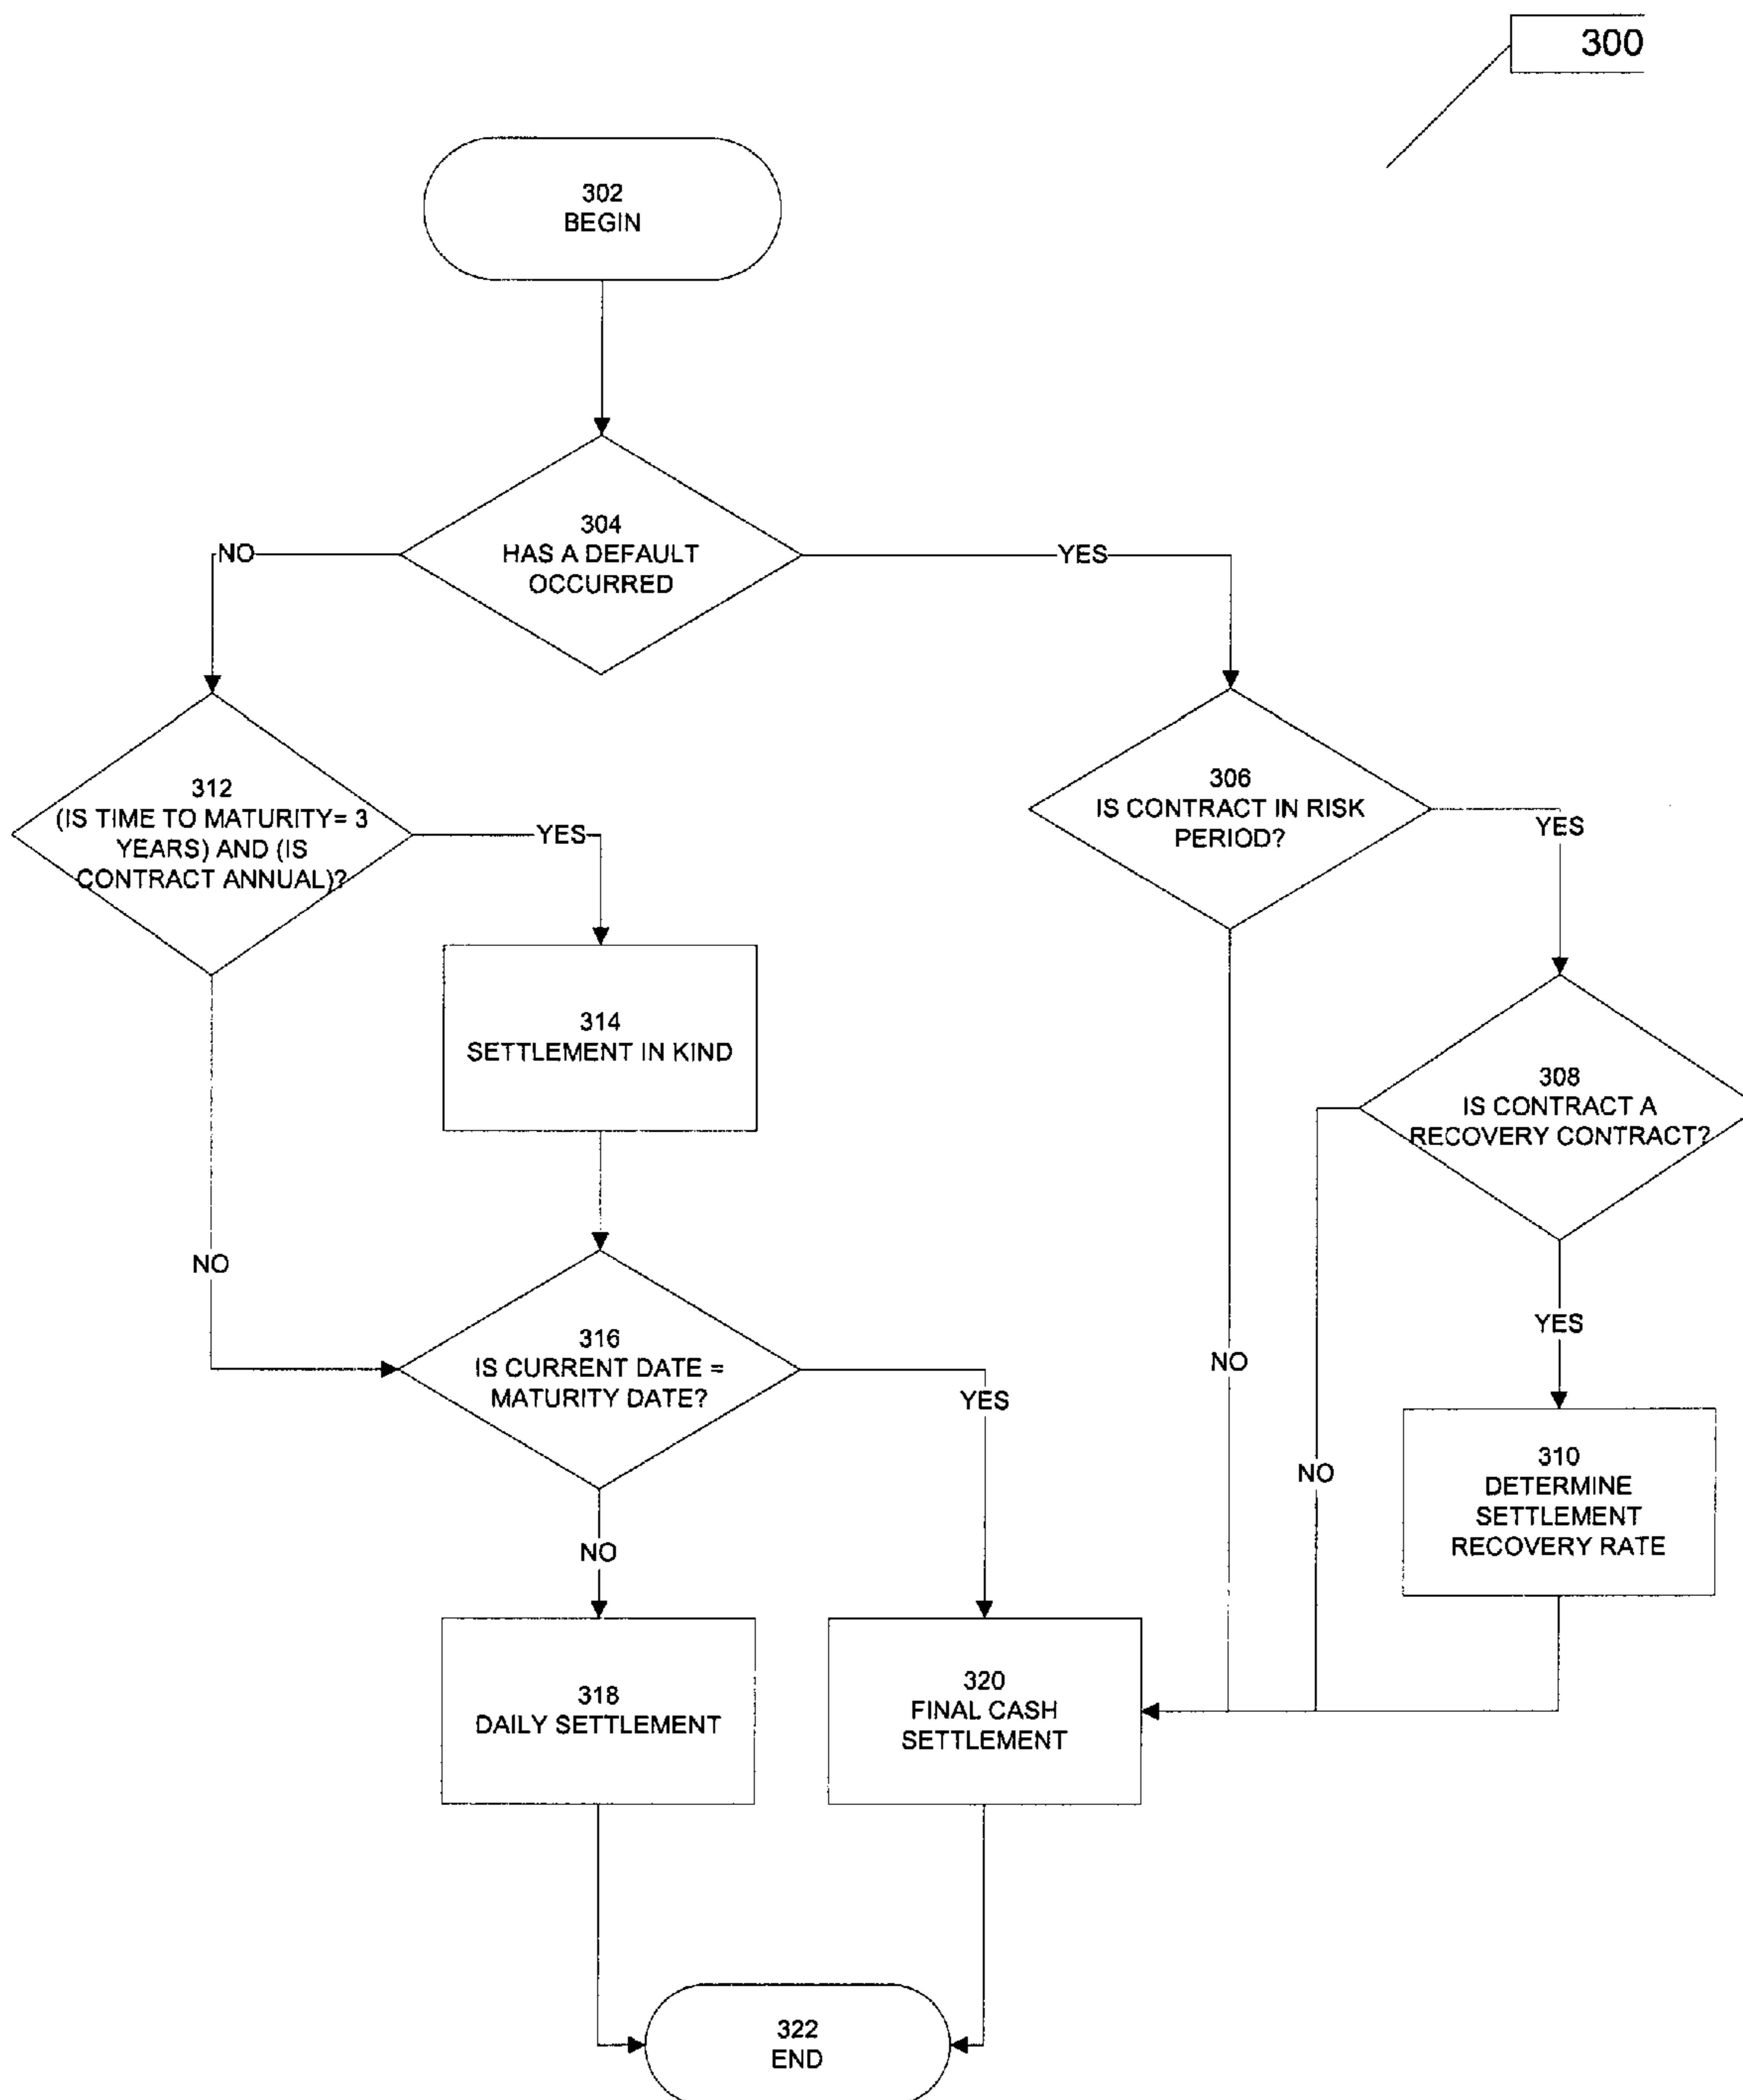 300
302
BEGIN
304
HAS A DEFAULT
OCCURRED
NO
YES
312
(IS TIME TO MATURITY= 3
YEARS) AND (IS
CONTRACT ANNUAL)?
YES
306
IS CONTRACT IN RISK
PERIOD?
YES
314
SETTLEMENT IN KIND
308
IS CONTRACT A
RECOVERY CONTRACT?
NO
316
IS CURRENT DATE =
MATURITY DATE?
YES
NO
YES
NO
310
DETERMINE
SETTLEMENT
RECOVERY RATE
NO
318
DAILY SETTLEMENT
320
FINAL CASH
SETTLEMENT
322
END